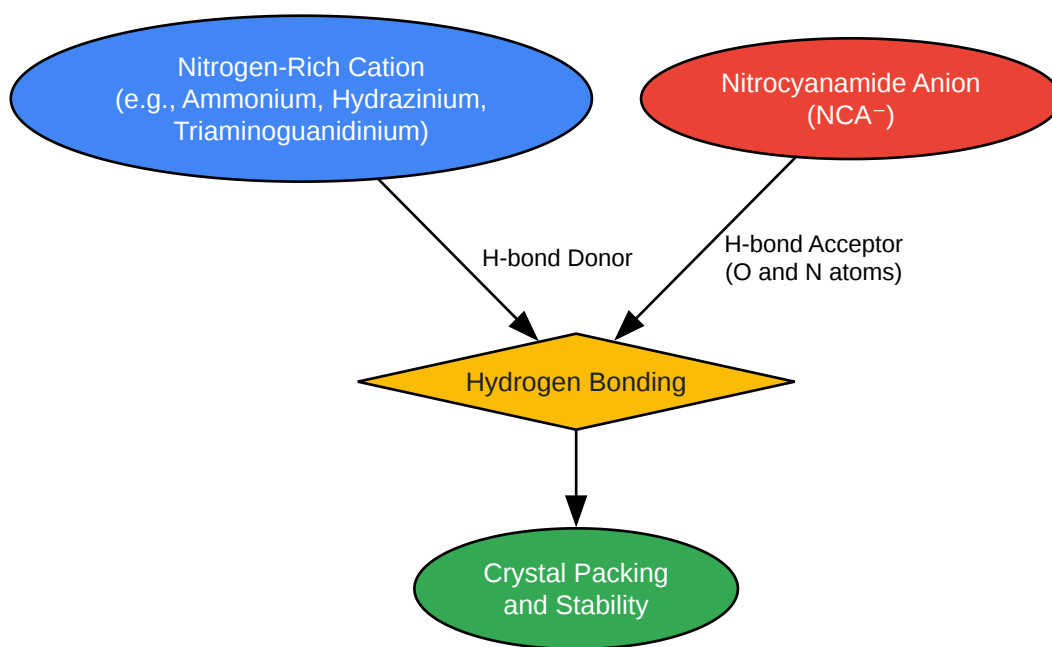 Nitrogen-Rich Cation
(e.g., Ammonium, Hydrazinium,
Triaminoguanidinium)
Nitrocyanamide Anion
(NCA⁻)
H-bond Donor
H-bond Acceptor
(O and N atoms)
Hydrogen Bonding
Crystal Packing
and Stability